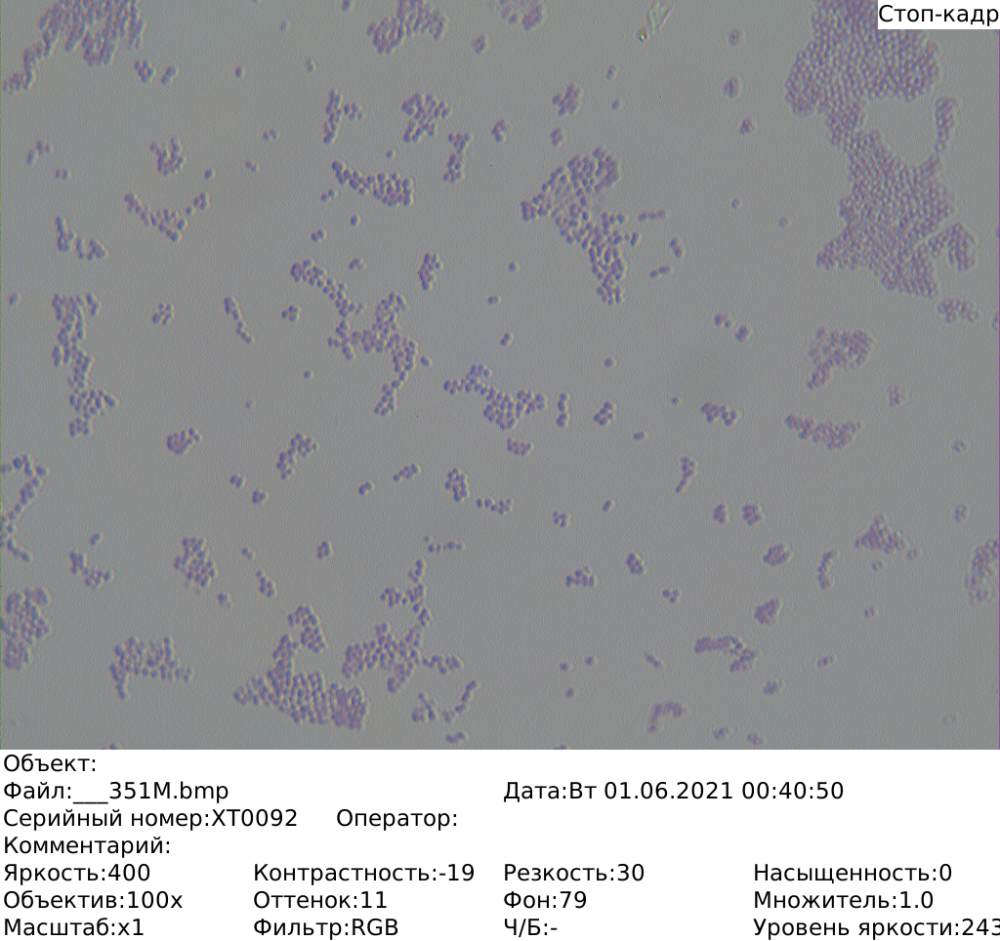 Стоп-кадр
Объект:
Файл:___351M.bmp Дата:Вт 01.06.2021 00:40:50
Серийный номер:XT0092 Оператор:
Комментарий:
Яркость:400 Контрастность:-19 Резкость:30 Насыщенность:0
Объектив:100x Оттенок:11 Фон:79 Множитель:1.0
Масштаб:x1 Фильтр:RGB Ч/Б:- Уровень яркости:243